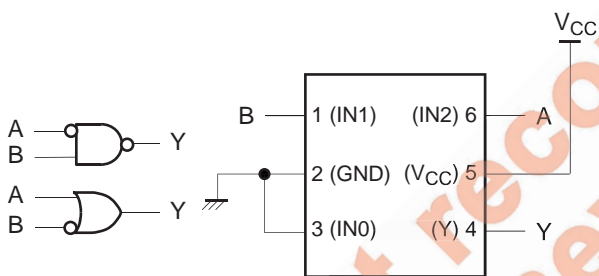 VCC
A
B
Y
A
B
Y
B
1 (IN1)
(IN2) 6
A
2 (GND)
(VCC) 5
3 (IN0)
(Y) 4
Y